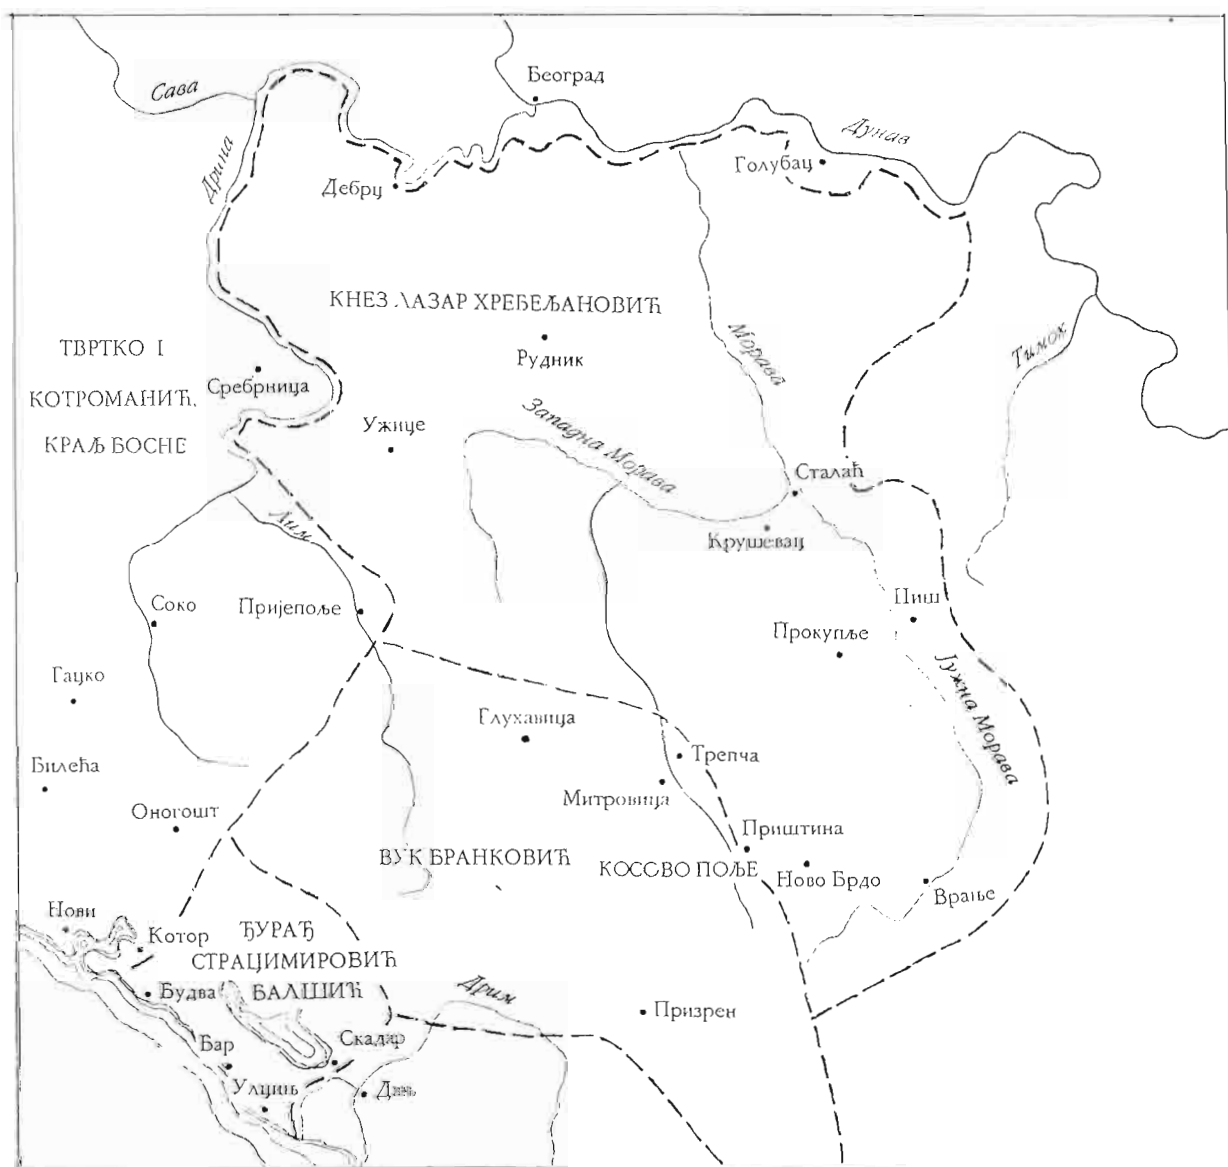 Београд
Сава
Дунав
Дрина
Голубац
Дебрц
КНЕЗ ЛАЗАР ХРЕБЕЉАНОВИЋ
ТВРТКО I
КОТРОМАНИЋ,
КРАЉ БОСНЕ
Рудник
Морава
Тимок
Сребрница
Ужице
Западна Морава
Сталаћ
Крушевац
Лим
Соко
Пријепоље
Ниш
Прокупље
Јужна Морава
Гацко
Глухавица
Трепча
Билећа
Митровица
Оногошт
Приштина
ВУК БРАНКОВИЋ
КОСОВО ПОЉЕ
Ново Брдо
Врање
Нови
Котор
ЂУРАЂ
СТРАЦИМИРОВИЋ
БАЛШИЋ
Будва
Дрим
Призрен
Бар
Скадар
Улцињ
Дањ